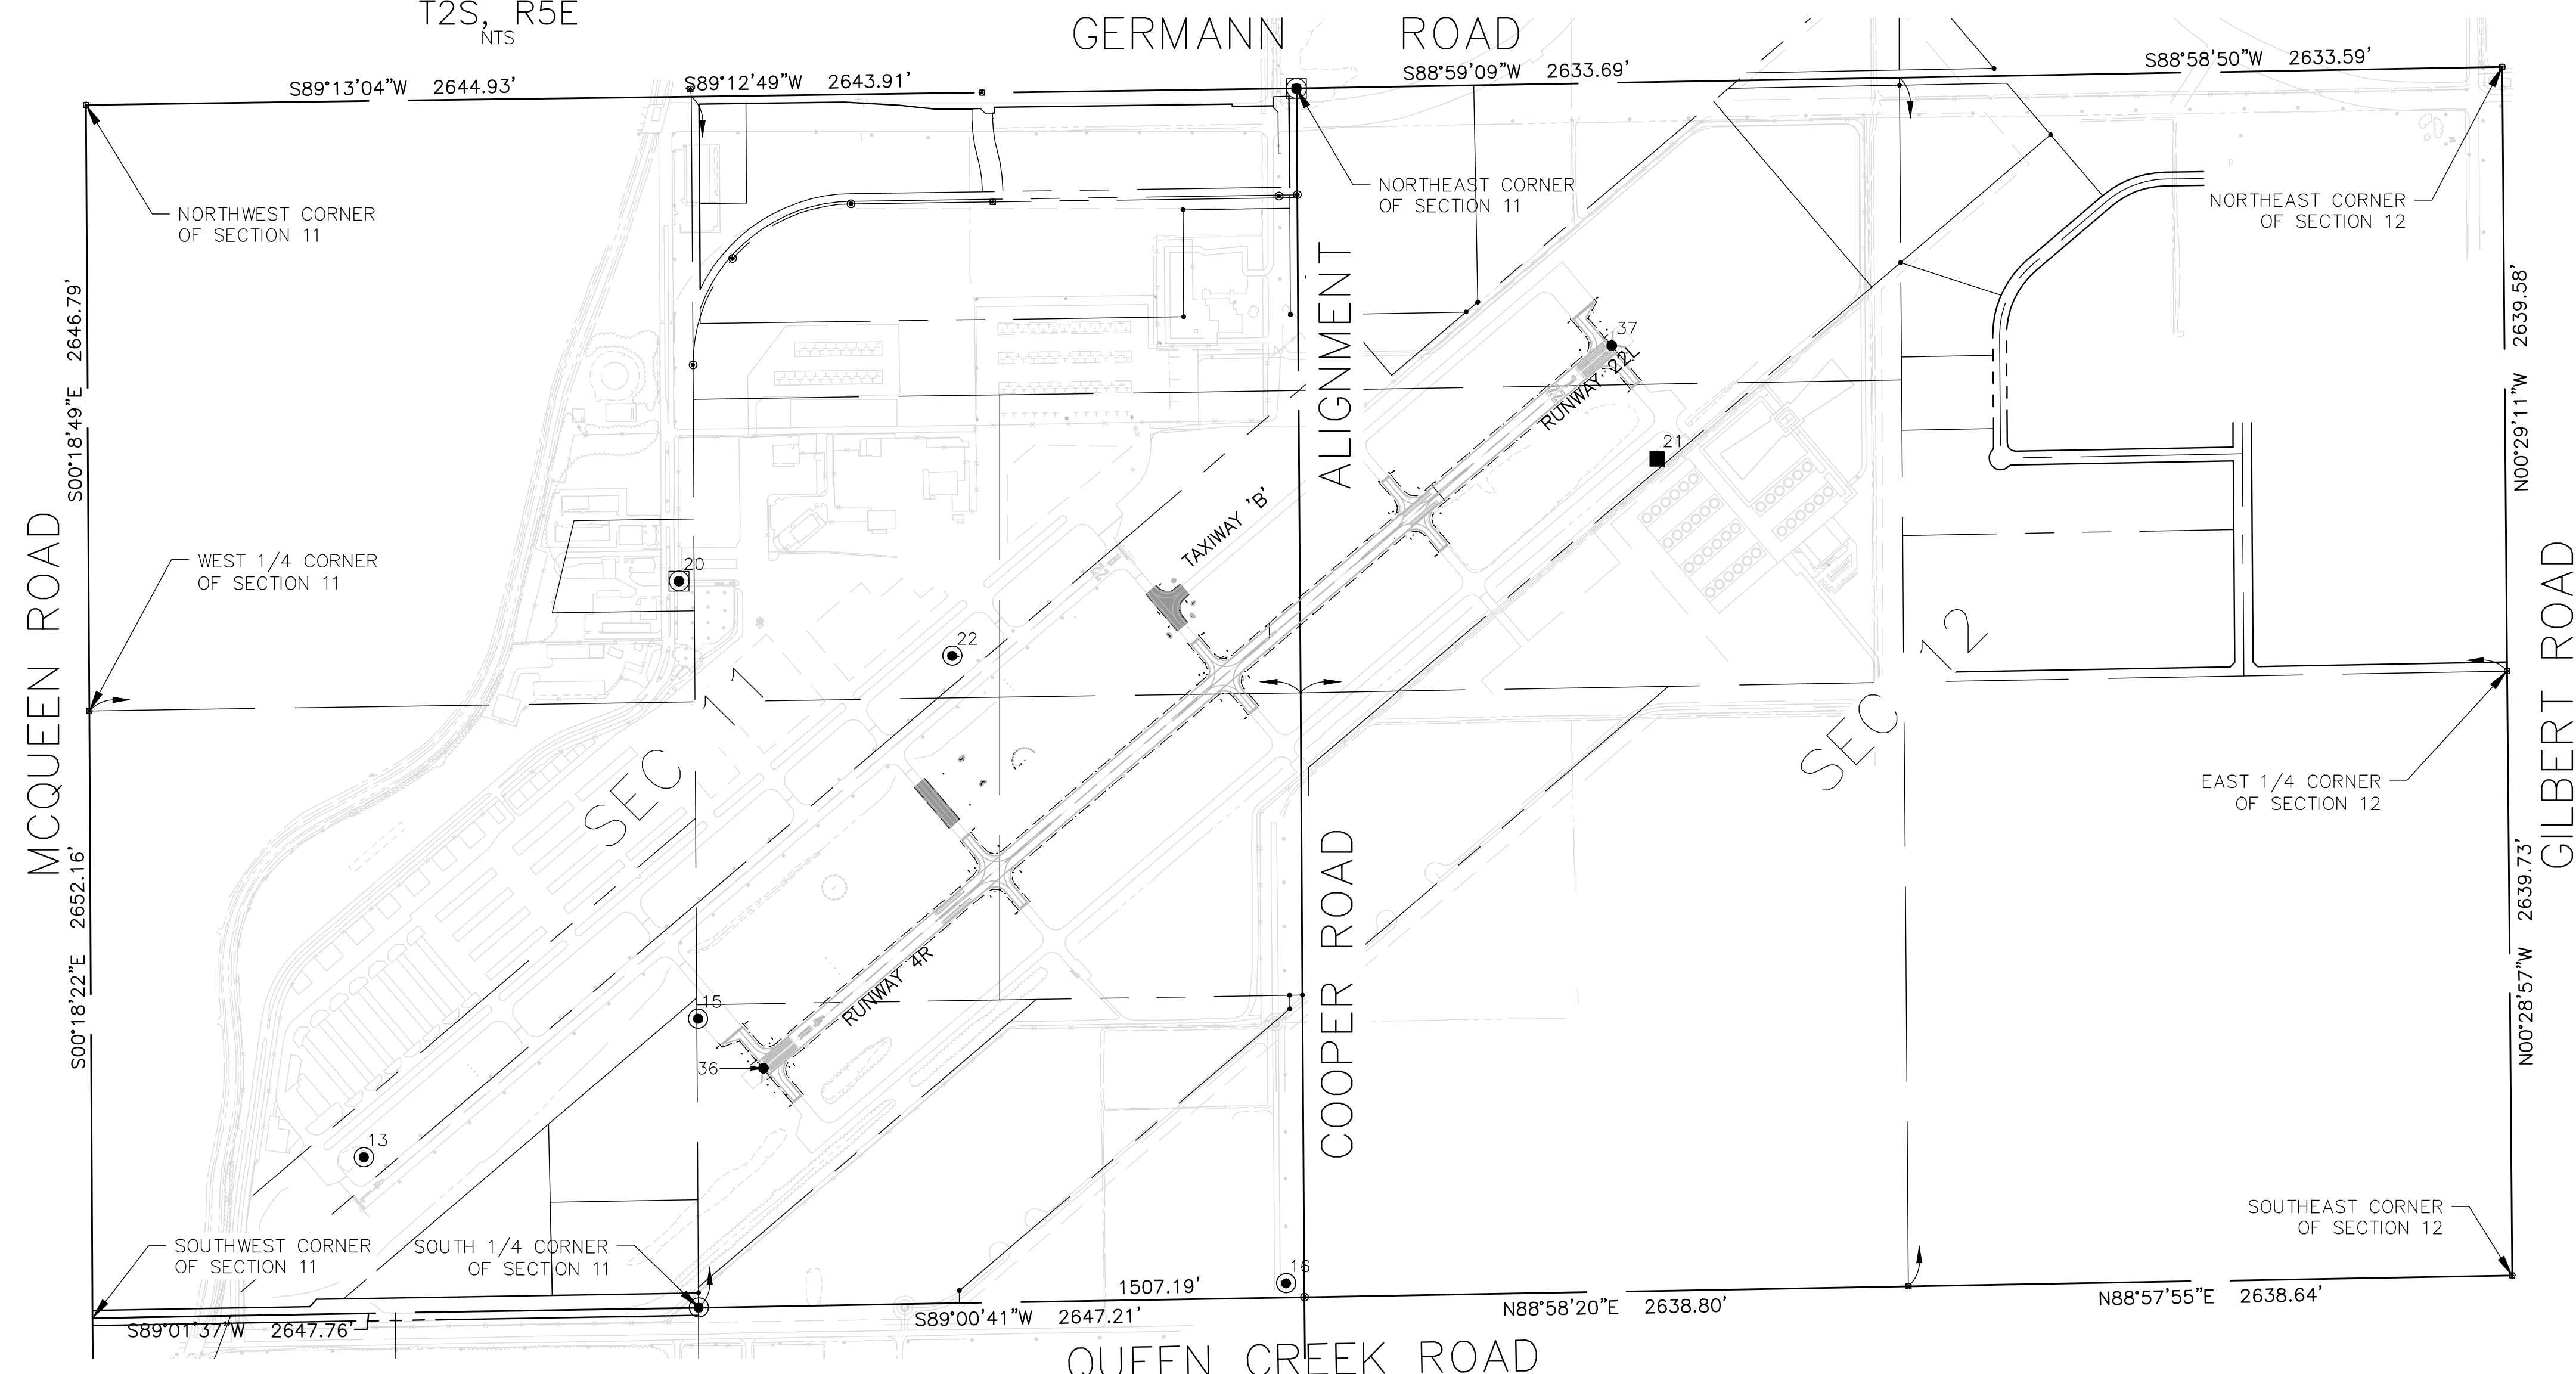 T2S, R5E
NTS
GERMANN ROAD
S89°13'04"W 2644.93'
S89°12'49"W 2643.91'
S88°59'09"W 2633.69'
S88°58'50"W 2633.59'
NORTHWEST CORNER
OF SECTION 11
NORTHEAST CORNER
OF SECTION 11
NORTHEAST CORNER
OF SECTION 12
S00°18'49"E 2646.79'
N00°29'11"W 2639.58'
ALIGNMENT
37
RUNWAY 22L
21
TAXIWAY 'B'
WEST 1/4 CORNER
OF SECTION 11
20
22
MCQUEEN ROAD
GILBERT ROAD
SEC 11
SEC 12
EAST 1/4 CORNER
OF SECTION 12
S00°18'22"E 2652.16'
N00°28'57"W 2639.73'
COOPER ROAD
RUNWAY 4R
15
36
13
SOUTHWEST CORNER
OF SECTION 11
SOUTH 1/4 CORNER
OF SECTION 11
SOUTHEAST CORNER
OF SECTION 12
16
1507.19'
S89°01'37"W 2647.76'
S89°00'41"W 2647.21'
N88°58'20"E 2638.80'
N88°57'55"E 2638.64'
QUEEN CREEK ROAD